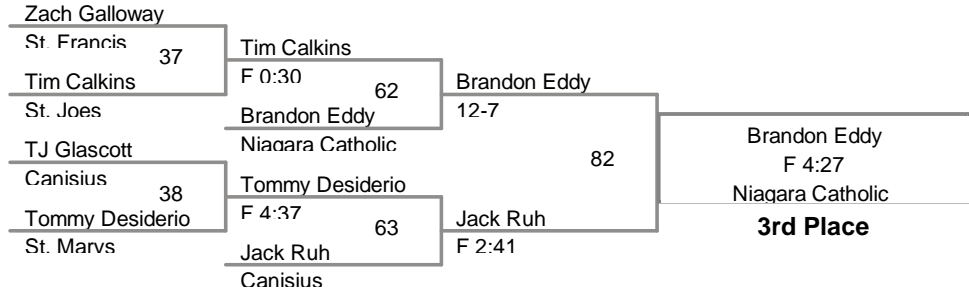 Zach Galloway
St. Francis
37
Tim Calkins
St. Joes
TJ Glascott
Canisius
38
Tommy Desiderio
St. Marys
Tim Calkins
F 0:30
62
Brandon Eddy
Niagara Catholic
Tommy Desiderio
F 4:37
63
Jack Ruh
Canisius
Brandon Eddy
12-7
82
Jack Ruh
F 2:41
Brandon Eddy
F 4:27
Niagara Catholic
3rd Place